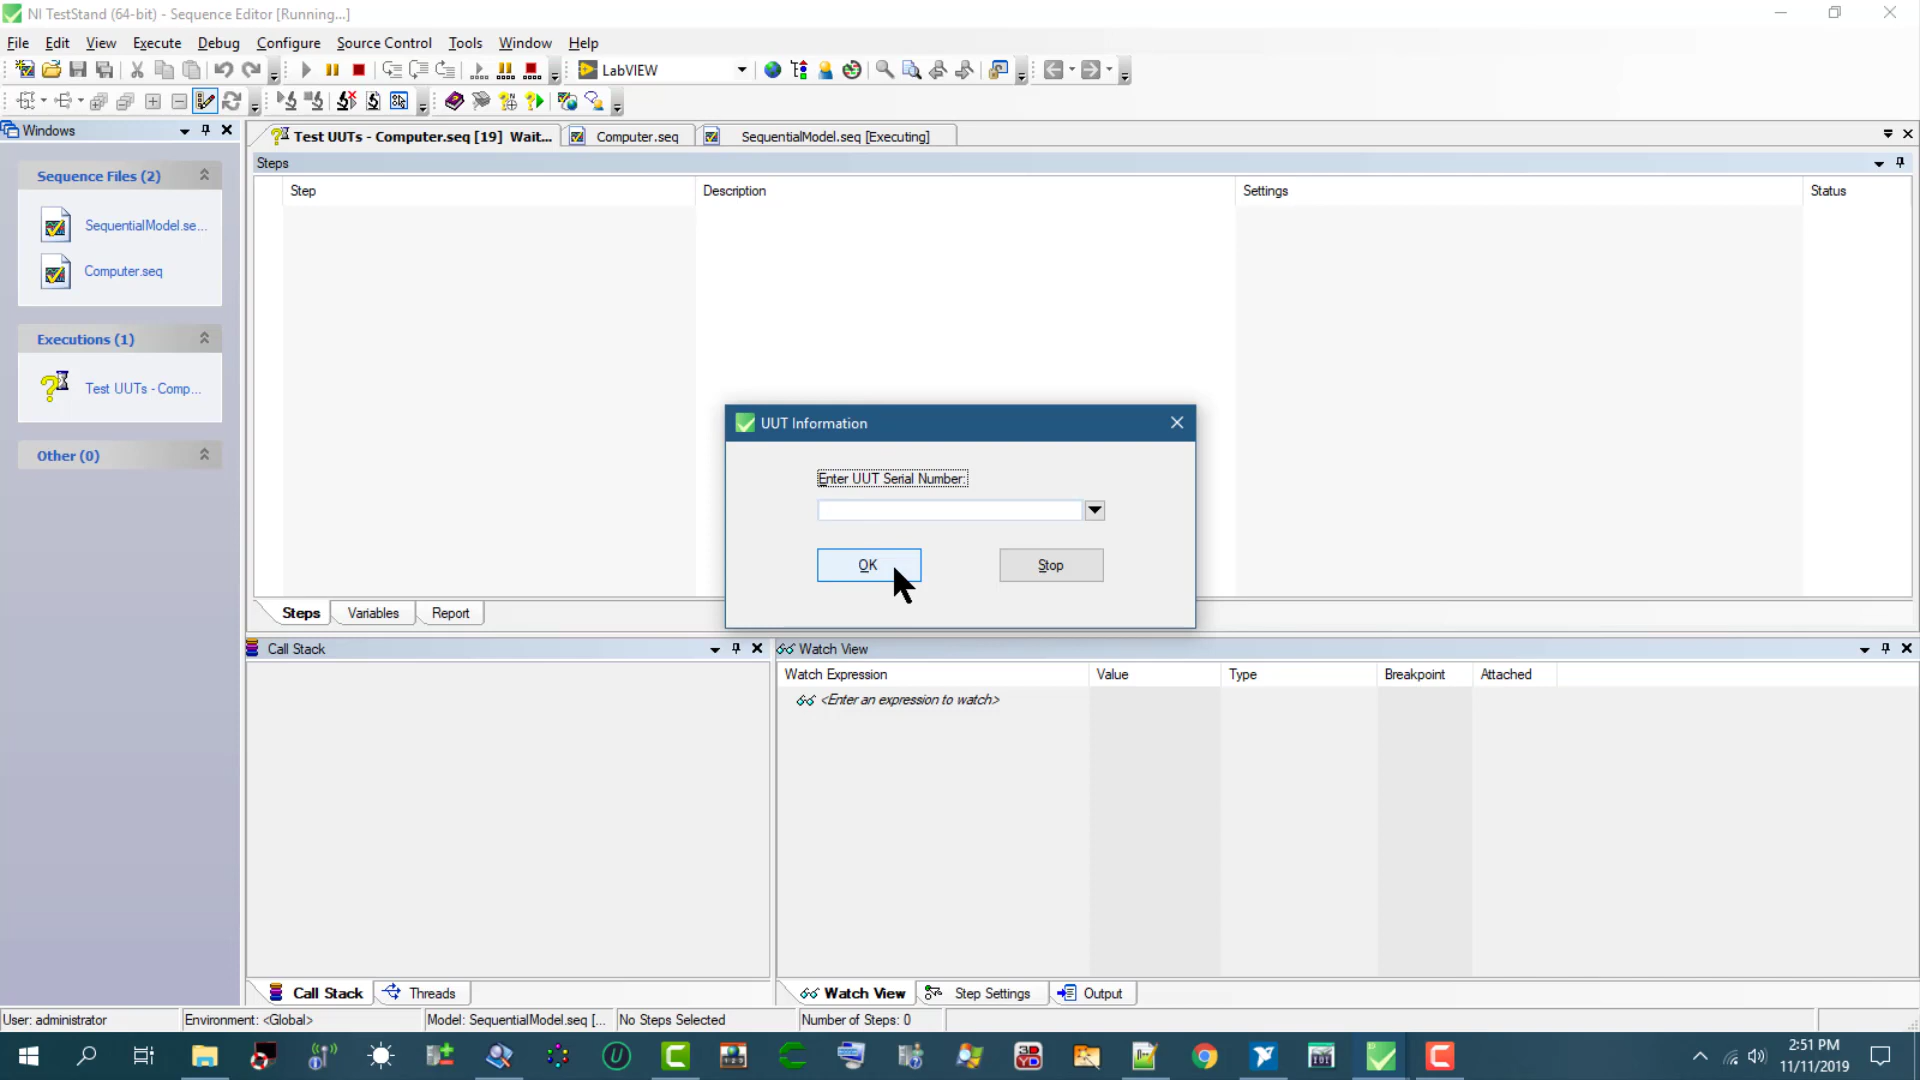 NI TestStand (64-bit) - Sequence Editor [Running...]
File Edit View Execute Debug Configure Source Control Tools Window Help
LabVIEW
Windows
Test UUTs - Computer.seq [19] Wait...
Computer.seq
SequentialModel.seq [Executing]
Sequence Files (2)
SequentialModel.se...
Computer.seq
Executions (1)
Test UUTs - Comp...
Other (0)
Steps
Step Description Settings Status
UUT Information
Enter UUT Serial Number:
OK Stop
Steps Variables Report
Call Stack
Watch View
Watch Expression Value Type Breakpoint Attached
<Enter an expression to watch>
Call Stack Threads
Watch View Step Settings Output
User: administrator Environment: <Global> Model: SequentialModel.seq [... No Steps Selected Number of Steps: 0
2:51 PM
11/11/2019